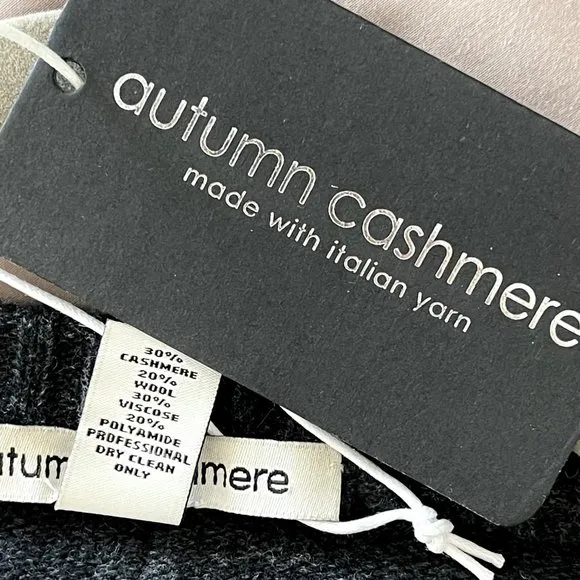 autumn cashmere
made with italian yarn
30%
CASHMERE
20%
WOOL
30%
VISCOSE
20%
POLYAMIDE
PROFESSIONAL
DRY CLEAN
ONLY
utum mere